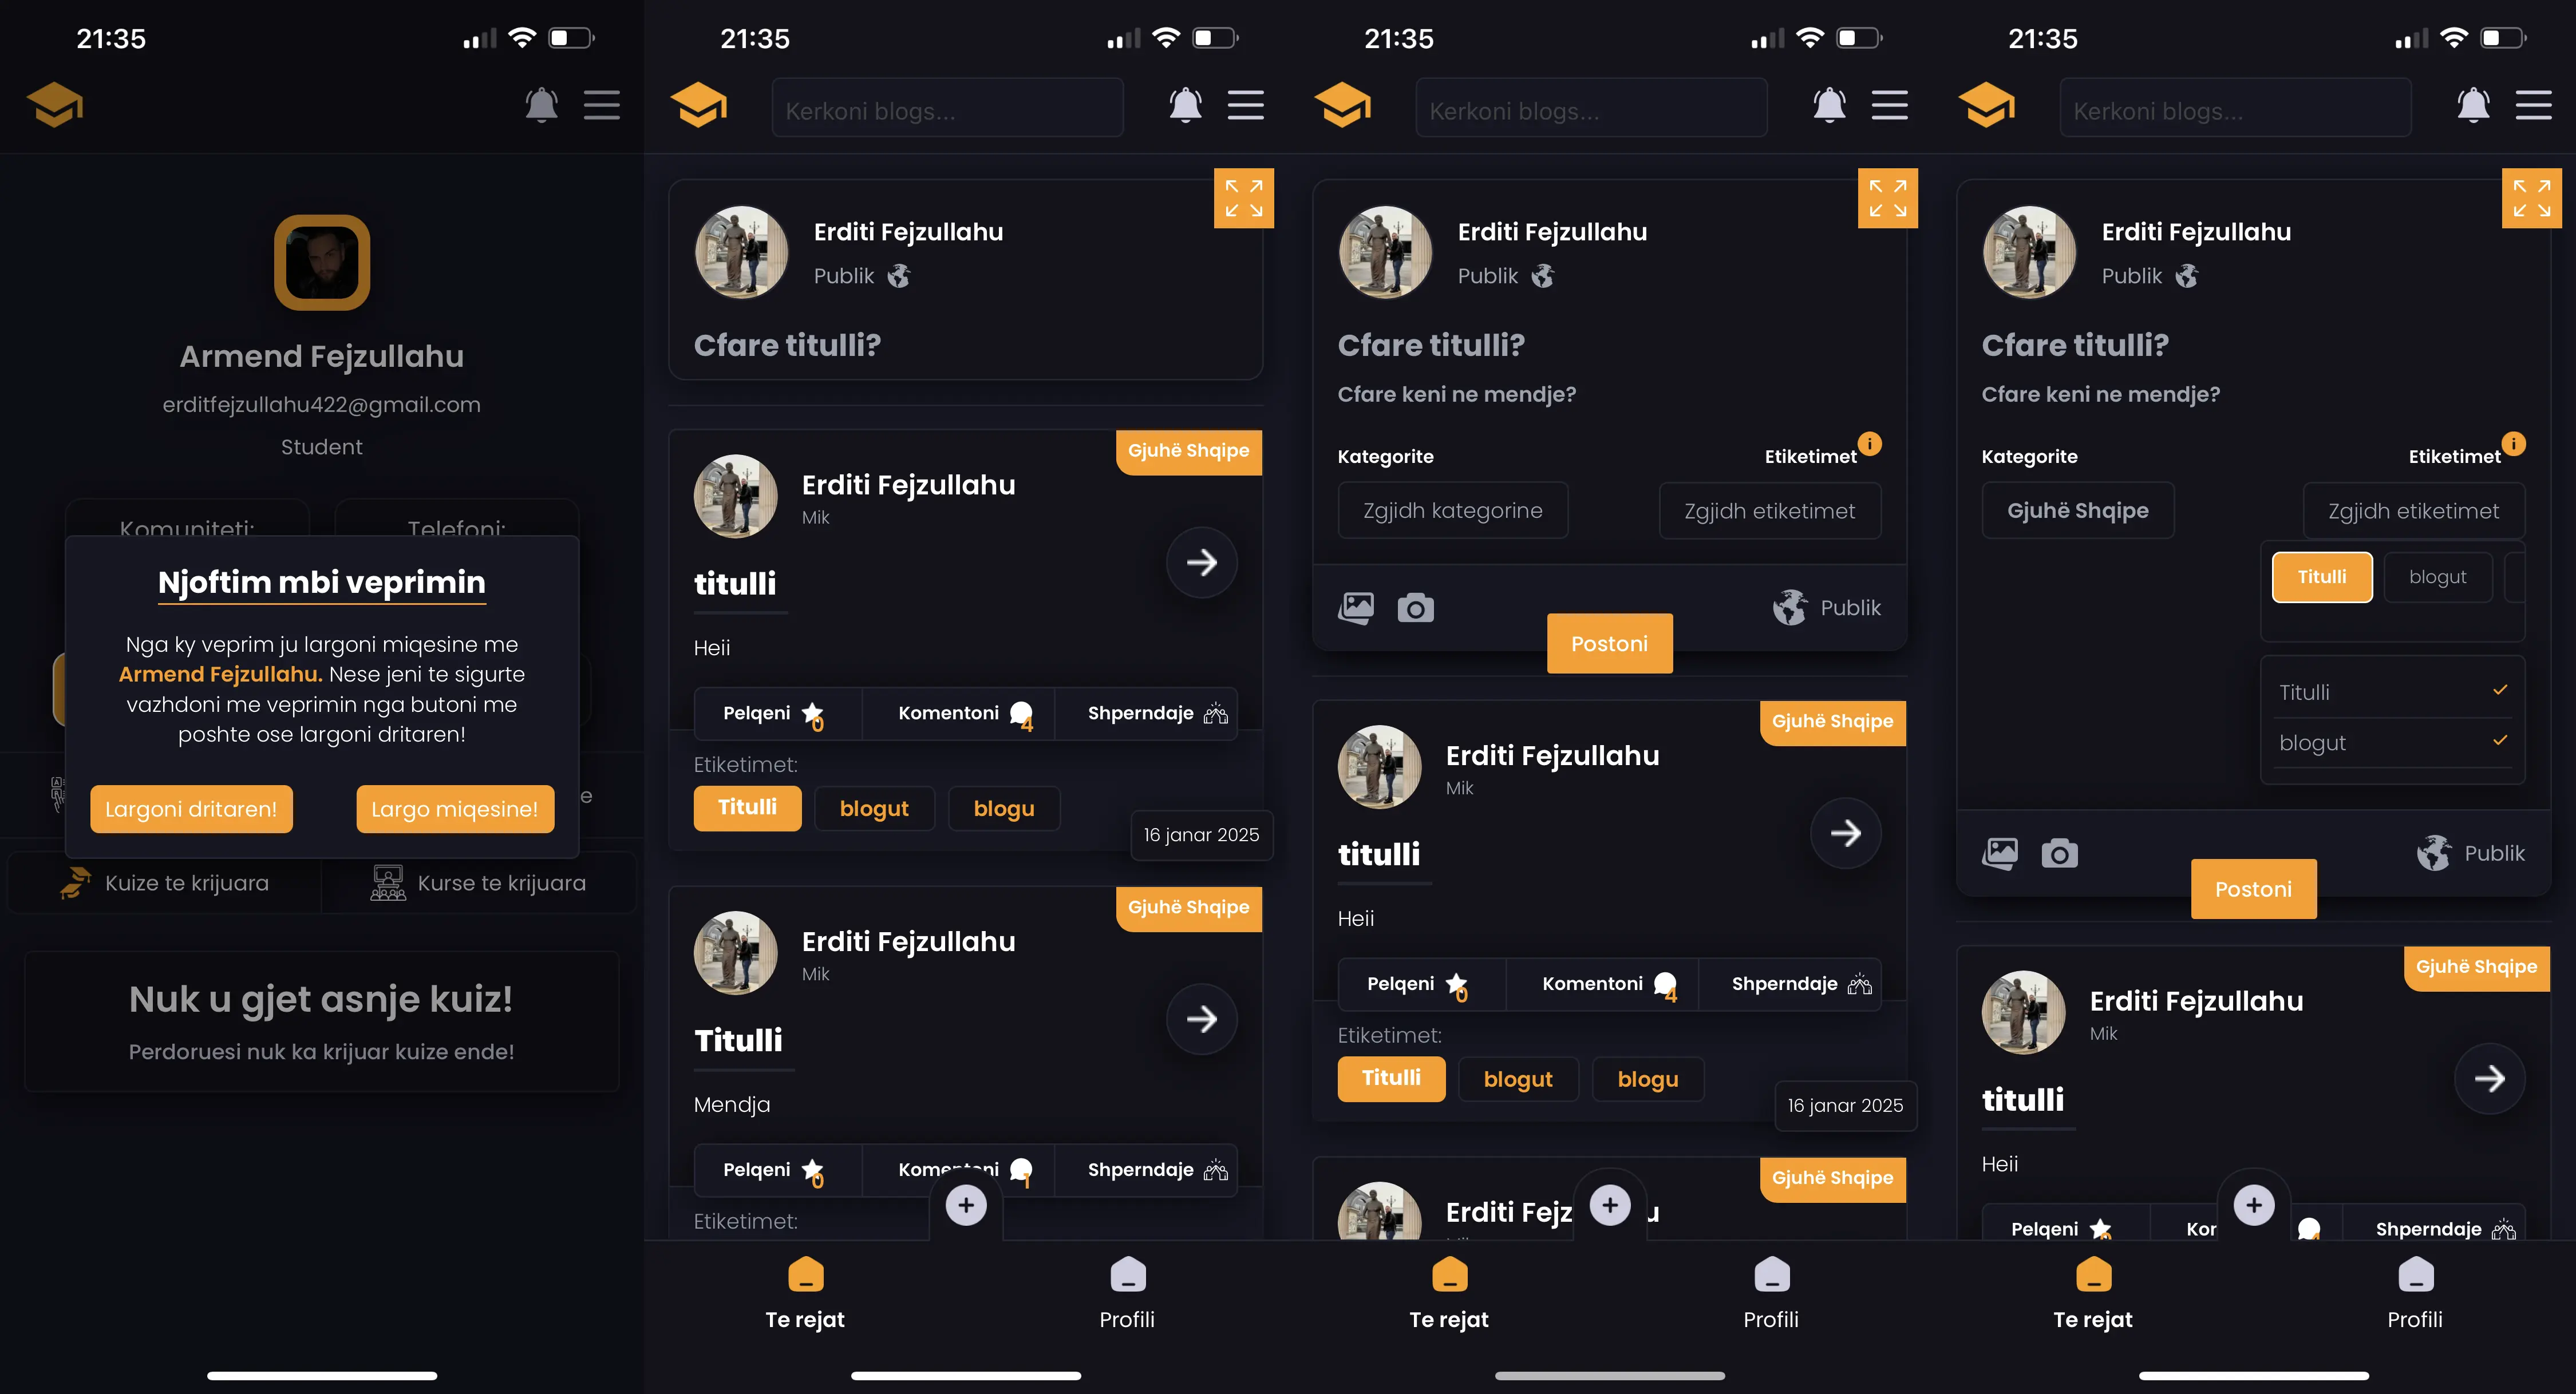 21:35
Armend Fejzullahu
erditfejzullahu422@gmail.com
Student
Komuniteti:
Telefoni:
Njoftim mbi veprimin
Nga ky veprim ju largoni miqesine me
Armend Fejzullahu. Nese jeni te sigurte
vazhdoni me veprimin nga butoni me
poshte ose largoni dritaren!
Largoni dritaren!
Largo miqesine!
e
Kuize te krijuara
Kurse te krijuara
Nuk u gjet asnje kuiz!
Perdoruesi nuk ka krijuar kuize ende!
21:35
Kerkoni blogs...
Erditi Fejzullahu
Publik
Cfare titulli?
Gjuhë Shqipe
Erditi Fejzullahu
Mik
titulli
Heii
Pelqeni 0
Komentoni 4
Shperndaje
Etiketimet:
Titulli
blogut
blogu
16 janar 2025
Gjuhë Shqipe
Erditi Fejzullahu
Mik
Titulli
Mendja
Pelqeni 0
Komentoni 1
Shperndaje
Etiketimet:
Te rejat
Profili
21:35
Kerkoni blogs...
Erditi Fejzullahu
Publik
Cfare titulli?
Cfare keni ne mendje?
Kategorite
Etiketimet i
Zgjidh kategorine
Zgjidh etiketimet
Publik
Postoni
Gjuhë Shqipe
Erditi Fejzullahu
Mik
titulli
Heii
Pelqeni 0
Komentoni 4
Shperndaje
Etiketimet:
Titulli
blogut
blogu
16 janar 2025
Gjuhë Shqipe
Erditi Fejz u
Te rejat
Profili
21:35
Kerkoni blogs...
Erditi Fejzullahu
Publik
Cfare titulli?
Cfare keni ne mendje?
Kategorite
Etiketimet i
Gjuhë Shqipe
Zgjidh etiketimet
Titulli
blogut
Titulli
blogut
Publik
Postoni
Gjuhë Shqipe
Erditi Fejzullahu
Mik
titulli
Heii
Pelqeni
Kor
Shperndaje
Te rejat
Profili